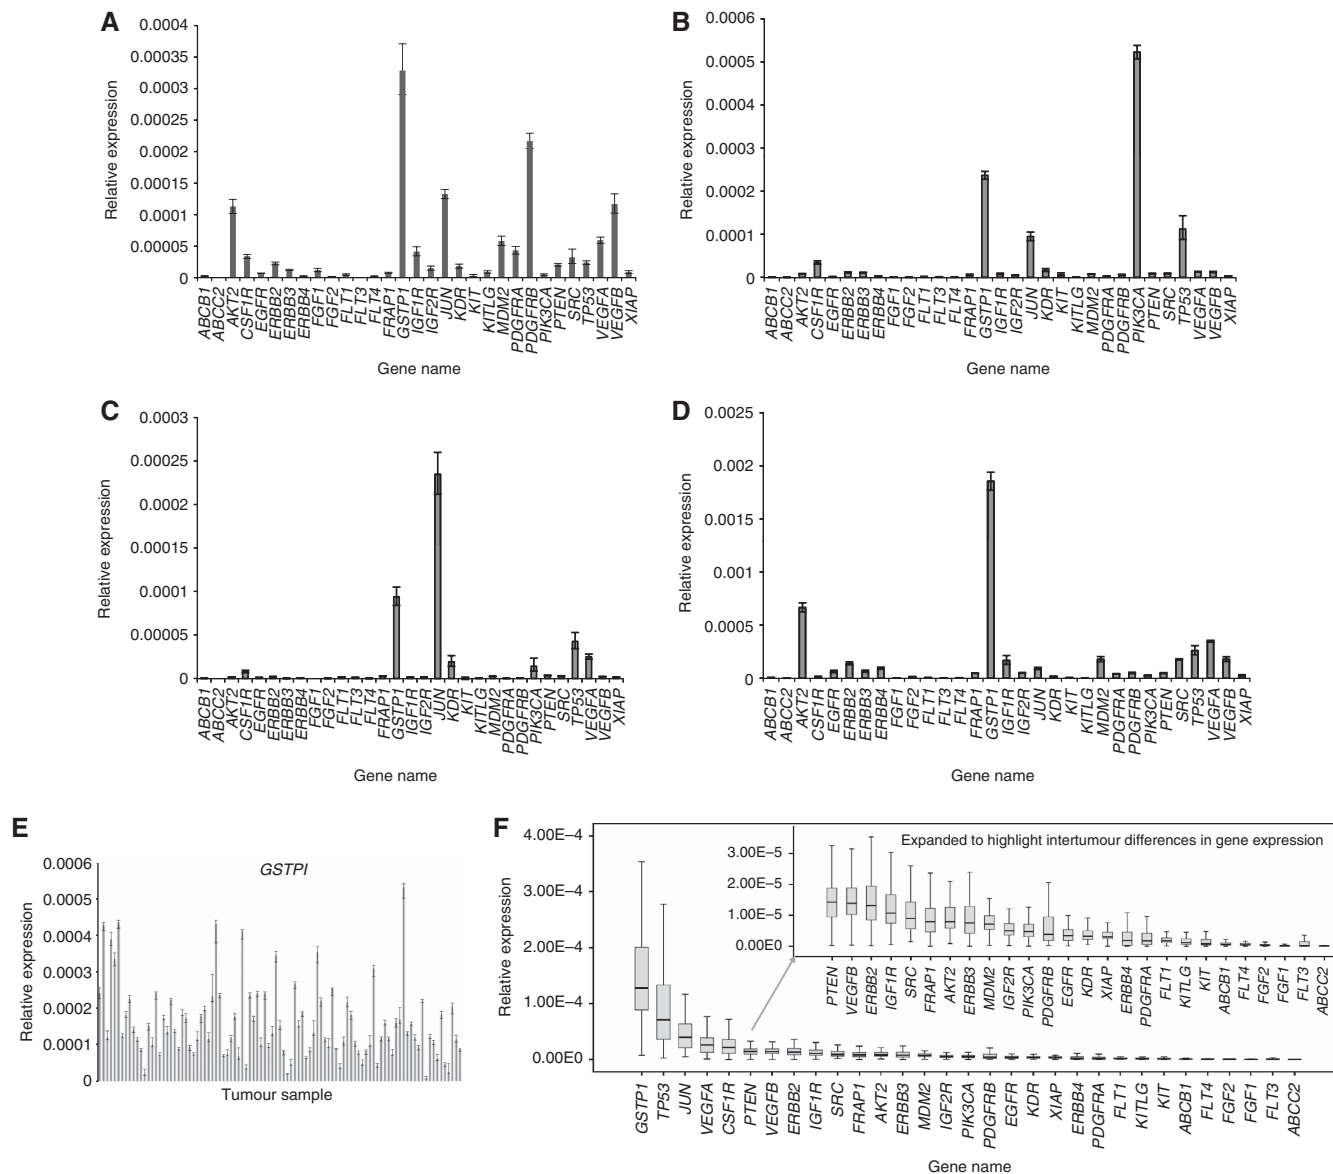 A
0.0004
0.00035
0.0003
0.00025
0.0002
0.00015
0.0001
0.00005
0
Relative expression
ABCB1
ABCC2
AKT2
CSF1R
EGFR
ERBB2
ERBB3
ERBB4
FGF1
FGF2
FLT1
FLT3
FLT4
FRAP1
GSTP1
IGF1R
IGF2R
JUN
KDR
KIT
KITLG
MDM2
PDGFRA
PDGFRB
PIK3CA
PTEN
SRC
TP53
VEGFA
VEGFB
XIAP
Gene name
B
0.0006
0.0005
0.0004
0.0003
0.0002
0.0001
0
Relative expression
ABCB1
ABCC2
AKT2
CSF1R
EGFR
ERBB2
ERBB3
ERBB4
FGF1
FGF2
FLT1
FLT3
FLT4
FRAP1
GSTP1
IGF1R
IGF2R
JUN
KDR
KIT
KITLG
MDM2
PDGFRA
PDGFRB
PIK3CA
PTEN
SRC
TP53
VEGFA
VEGFB
XIAP
Gene name
C
0.0003
0.00025
0.0002
0.00015
0.0001
0.00005
0
Relative expression
ABCB1
ABCC2
AKT2
CSF1R
EGFR
ERBB2
ERBB3
ERBB4
FGF1
FGF2
FLT1
FLT3
FLT4
FRAP1
GSTP1
IGF1R
IGF2R
JUN
KDR
KIT
KITLG
MDM2
PDGFRA
PDGFRB
PIK3CA
PTEN
SRC
TP53
VEGFA
VEGFB
XIAP
Gene name
D
0.0025
0.002
0.0015
0.001
0.0005
0
Relative expression
ABCB1
ABCC2
AKT2
CSF1R
EGFR
ERBB2
ERBB3
ERBB4
FGF1
FGF2
FLT1
FLT3
FLT4
FRAP1
GSTP1
IGF1R
IGF2R
JUN
KDR
KIT
KITLG
MDM2
PDGFRA
PDGFRB
PIK3CA
PTEN
SRC
TP53
VEGFA
VEGFB
XIAP
Gene name
E
0.0006
0.0005
0.0004
0.0003
0.0002
0.0001
0
Relative expression
GSTPI
Tumour sample
F
4.00E–4
3.00E–4
2.00E–4
1.00E–4
0.00E0
Relative expression
Expanded to highlight intertumour differences in gene expression
3.00E–5
2.00E–5
1.00E–5
0.00E0
PTEN
VEGFB
ERBB2
IGF1R
SRC
FRAP1
AKT2
ERBB3
MDM2
IGF2R
PIK3CA
PDGFRB
EGFR
KDR
XIAP
ERBB4
PDGFRA
FLT1
KITLG
KIT
ABCB1
FLT4
FGF2
FGF1
FLT3
ABCC2
GSTP1
TP53
JUN
VEGFA
CSF1R
PTEN
VEGFB
ERBB2
IGF1R
SRC
FRAP1
AKT2
ERBB3
MDM2
IGF2R
PIK3CA
PDGFRB
EGFR
KDR
XIAP
ERBB4
PDGFRA
FLT1
KITLG
KIT
ABCB1
FLT4
FGF2
FGF1
FLT3
ABCC2
Gene name